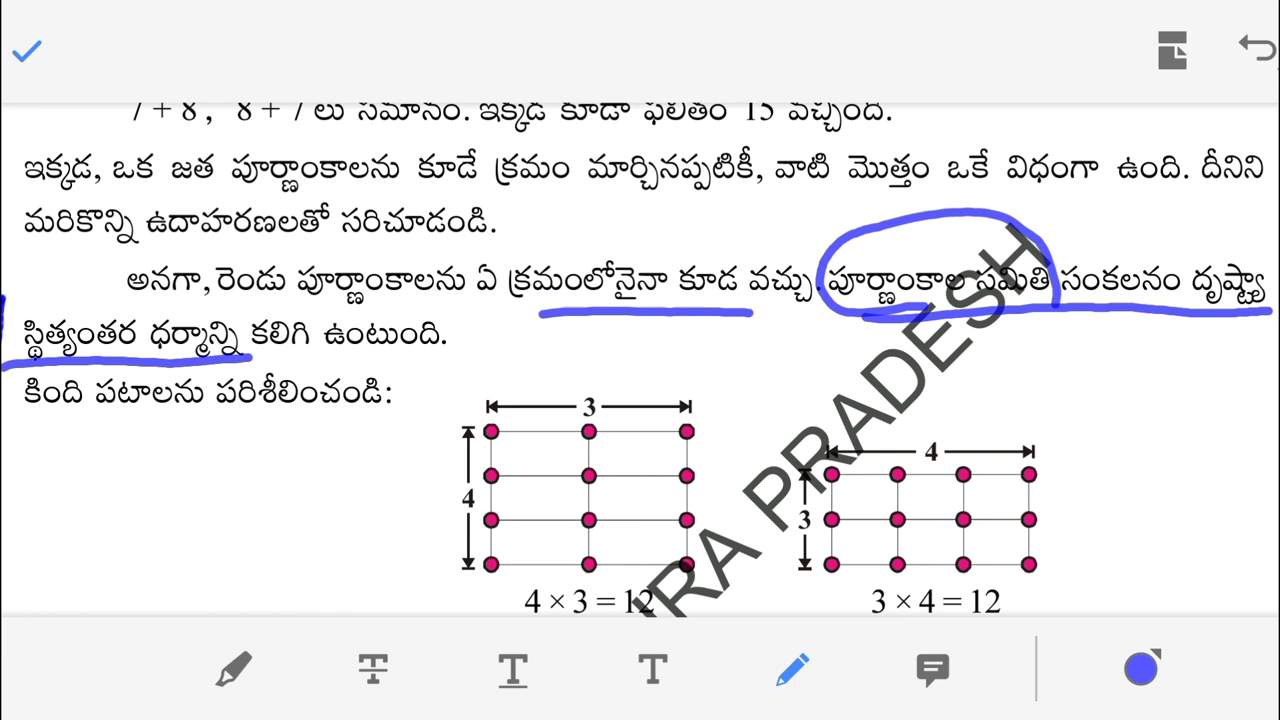 7 + 8 , 8 + 7 లు సమానం. ఇక్కడ కూడా ఫలితం 15 వచ్చింది.
ఇక్కడ, ఒక జత పూర్ణాంకాలను కూడే క్రమం మార్చినప్పటికీ, వాటి మొత్తం ఒకే విధంగా ఉంది. దీనిని
మరికొన్ని ఉదాహరణలతో సరిచూడండి.
అనగా, రెండు పూర్ణాంకాలను ఏ క్రమంలోనైనా కూడ వచ్చు. పూర్ణాంకాల సమితి సంకలనం దృష్ట్యా
స్థిత్యంతర ధర్మాన్ని కలిగి ఉంటుంది.
కింది పటాలను పరిశీలించండి:
3
4
4
3
4 × 3 = 12
3 × 4 = 12
RA PRADESH
T
T
T